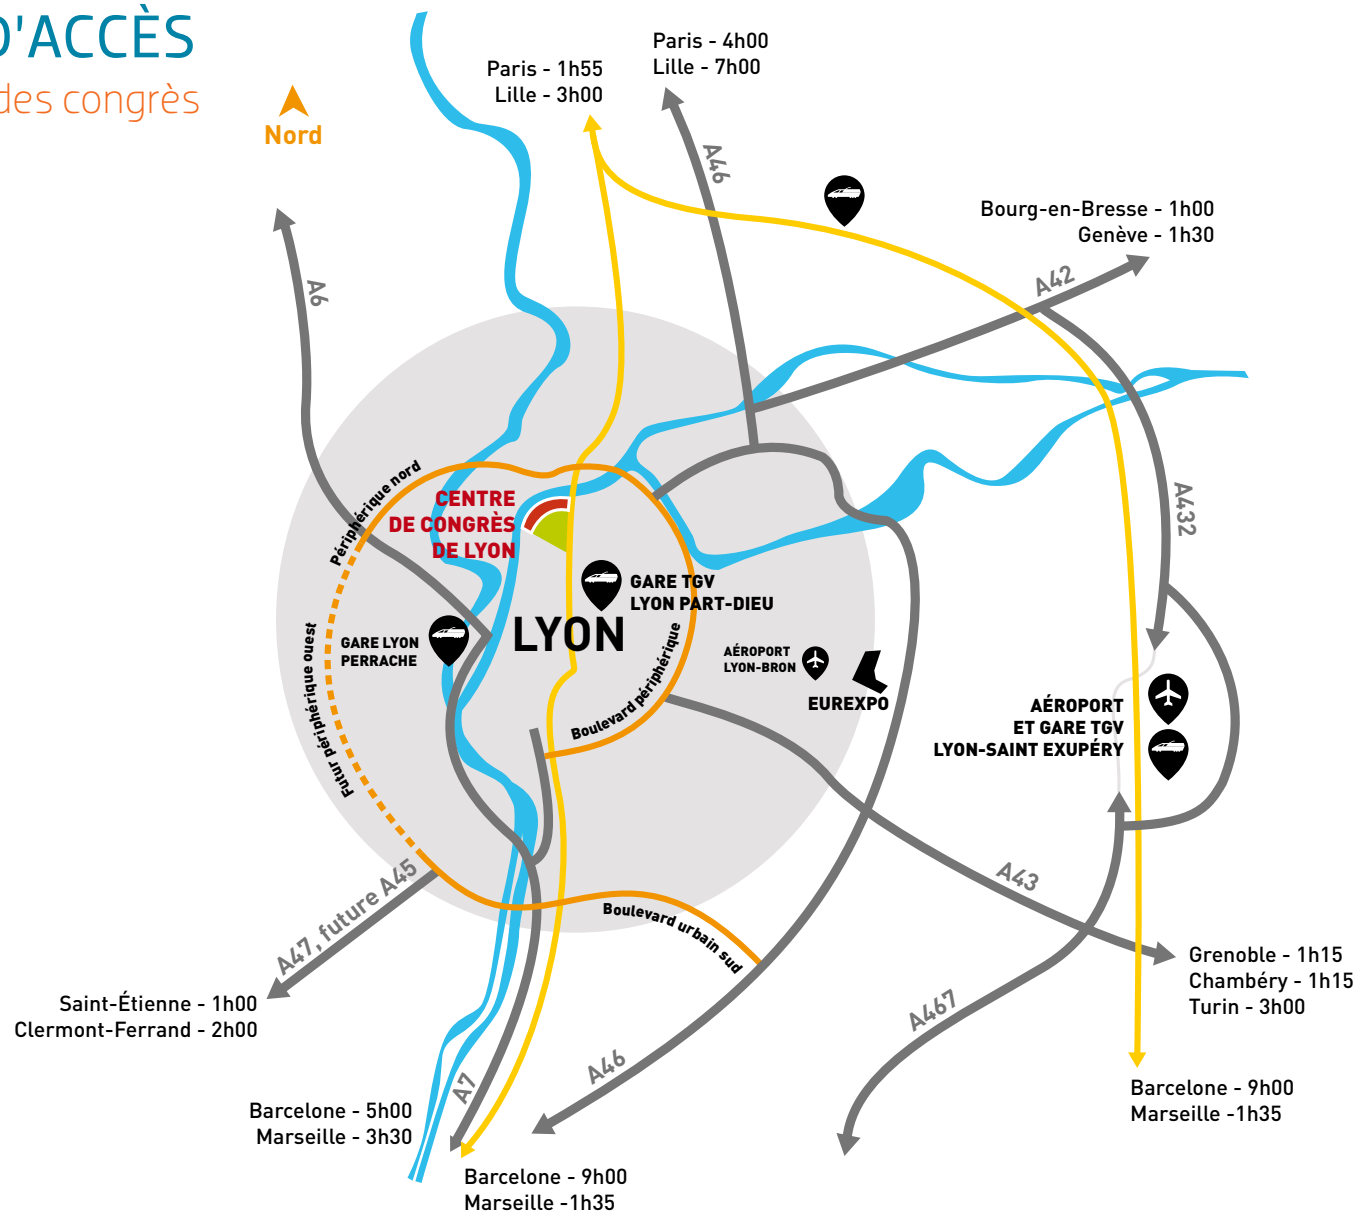 D'ACCÈS
des congrès
Nord
Paris - 1h55
Lille - 3h00
Paris - 4h00
Lille - 7h00
A46
Bourg-en-Bresse - 1h00
Genève - 1h30
A42
A6
Périphérique nord
CENTRE
DE CONGRÈS
DE LYON
A432
GARE TGV
LYON PART-DIEU
LYON
GARE LYON
PERRACHE
Futur périphérique ouest
Boulevard périphérique
AÉROPORT
LYON-BRON
EUREXPO
AÉROPORT
ET GARE TGV
LYON-SAINT EXUPÉRY
A47, future A45
Boulevard urbain sud
A43
Saint-Étienne - 1h00
Clermont-Ferrand - 2h00
Grenoble - 1h15
Chambéry - 1h15
Turin - 3h00
A467
A46
A7
Barcelone - 5h00
Marseille - 3h30
Barcelone - 9h00
Marseille -1h35
Barcelone - 9h00
Marseille -1h35